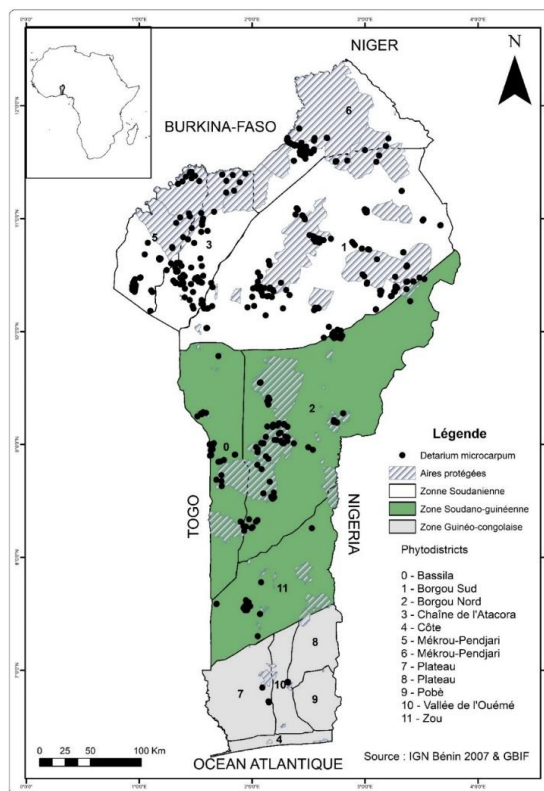 NIGER
N
BURKINA-FASO
6
5
3
1
2
0
TOGO
NIGERIA
11
8
7
10
9
4
OCEAN ATLANTIQUE
Légende
Detarium microcarpum
Aires protégées
Zonne Soudanienne
Zone Soudano-guinéenne
Zone Guinéo-congolaise
Phytodistricts
0 - Bassila
1 - Borgou Sud
2 - Borgou Nord
3 - Chaîne de l'Atacora
4 - Côte
5 - Mékrou-Pendjari
6 - Mékrou-Pendjari
7 - Plateau
8 - Plateau
9 - Pobè
10 - Vallée de l'Ouémé
11 - Zou
0 25 50 100 Km
Source : IGN Bénin 2007 & GBIF